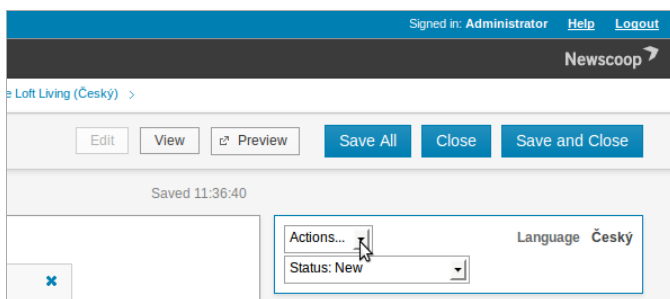 Signed in: Administrator Help Logout
Newscoop
e Loft Living (Český) >
Edit View Preview Save All Close Save and Close
Saved 11:36:40
Actions... Language Český
Status: New